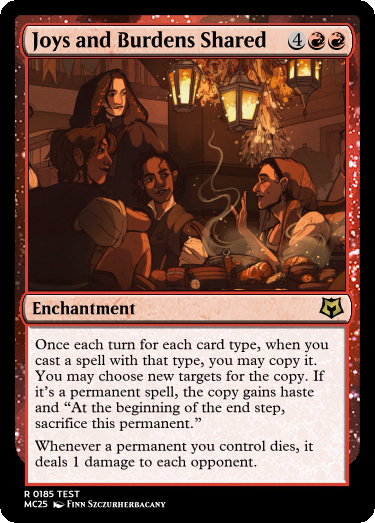 Joys and Burdens Shared 4
Enchantment
Once each turn for each card type, when you
cast a spell with that type, you may copy it.
You may choose new targets for the copy. If
it's a permanent spell, the copy gains haste
and “At the beginning of the end step,
sacrifice this permanent.”
Whenever a permanent you control dies, it
deals 1 damage to each opponent.
R 0185 TEST
MC25 Finn Szczurherbacany